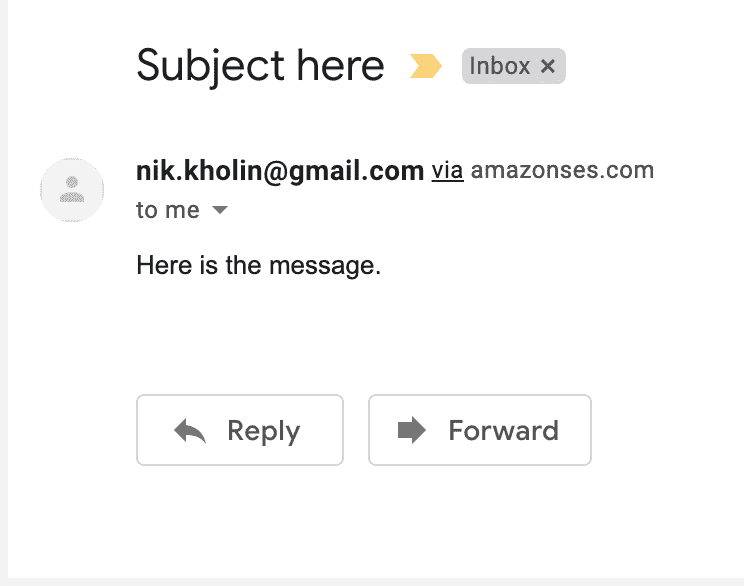 Subject here Inbox ×
nik.kholin@gmail.com via amazonses.com
to me
Here is the message.
Reply Forward